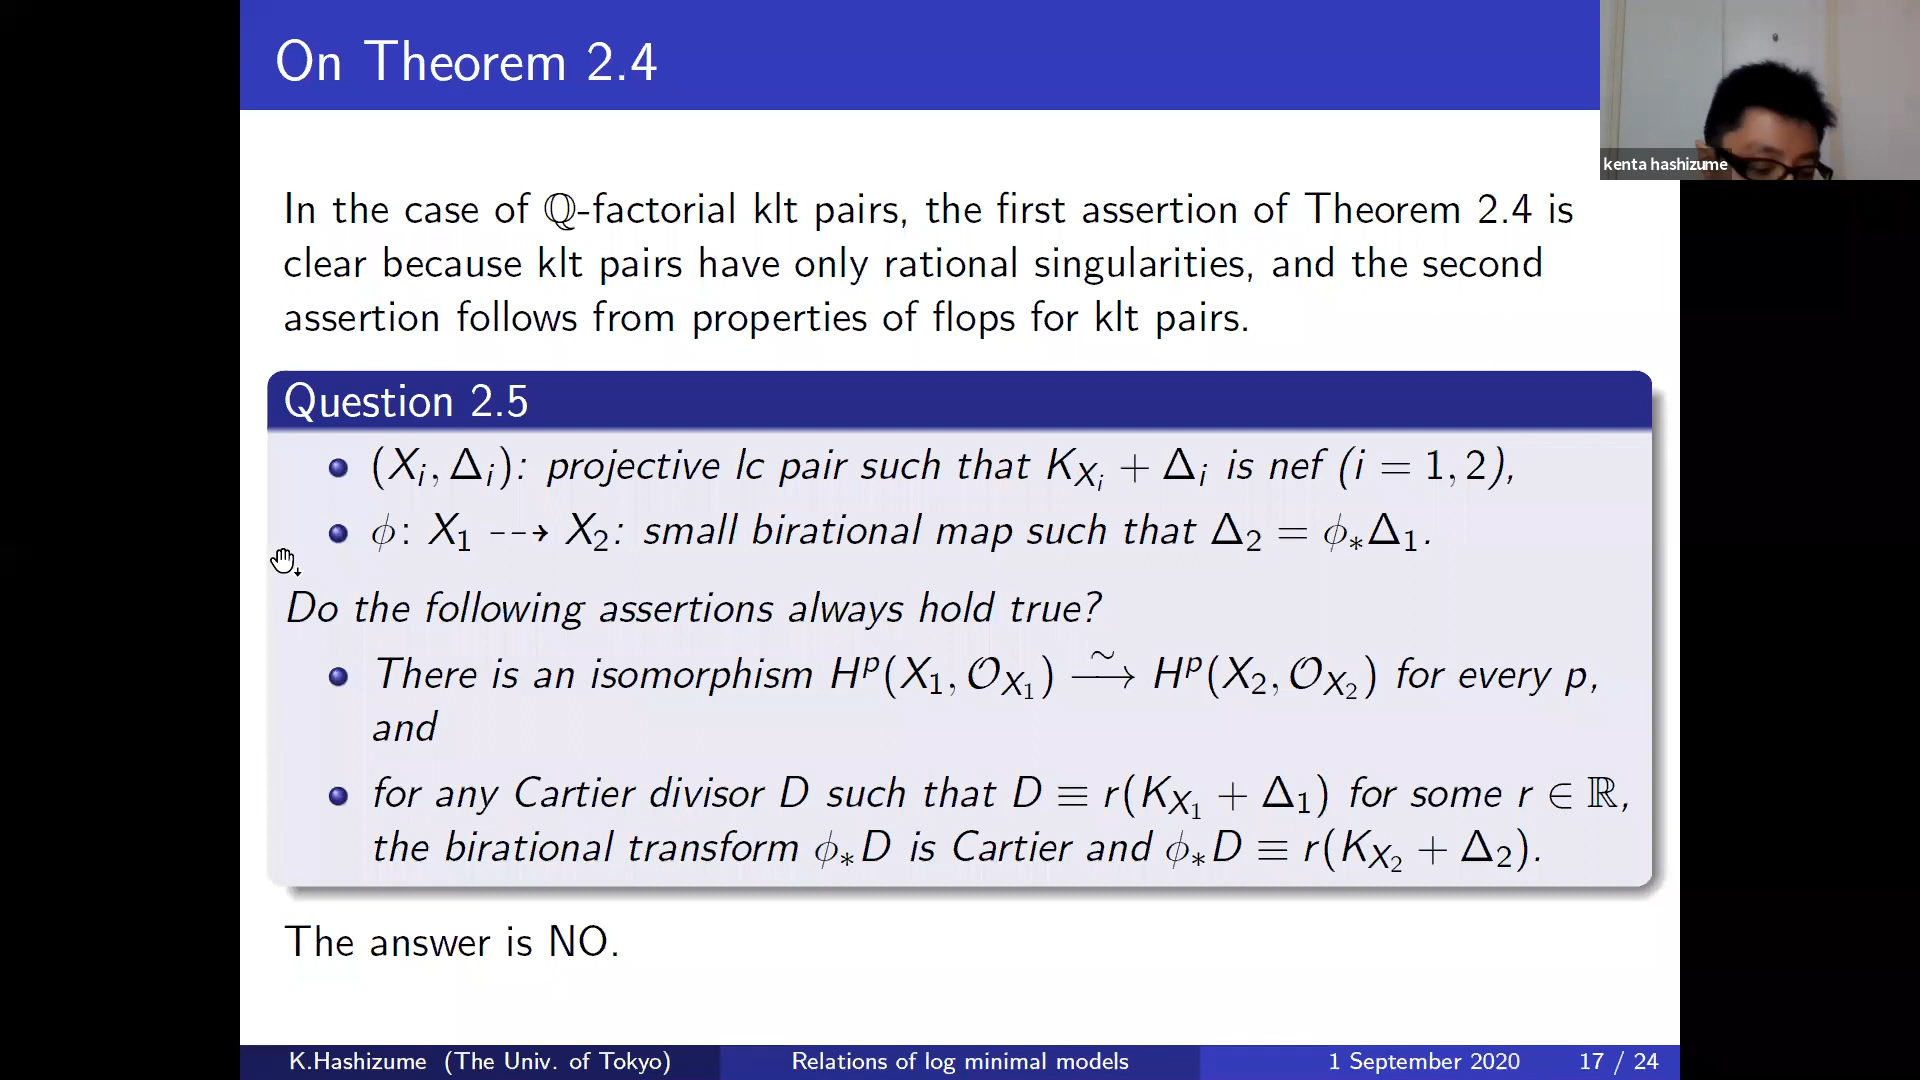 On Theorem 2.4
kenta hashizume
In the case of ℚ-factorial klt pairs, the first assertion of Theorem 2.4 is
clear because klt pairs have only rational singularities, and the second
assertion follows from properties of flops for klt pairs.
Question 2.5
(X_i, Δ_i): projective lc pair such that K_{X_i} + Δ_i is nef (i = 1, 2),
ϕ: X_1 ⇢ X_2: small birational map such that Δ_2 = ϕ_*Δ_1.
Do the following assertions always hold true?
There is an isomorphism H^p(X_1, 𝒪_{X_1}) ⟶^∼ H^p(X_2, 𝒪_{X_2}) for every p,
and
for any Cartier divisor D such that D ≡ r(K_{X_1} + Δ_1) for some r ∈ ℝ,
the birational transform ϕ_*D is Cartier and ϕ_*D ≡ r(K_{X_2} + Δ_2).
The answer is NO.
K.Hashizume (The Univ. of Tokyo)
Relations of log minimal models
1 September 2020
17 / 24